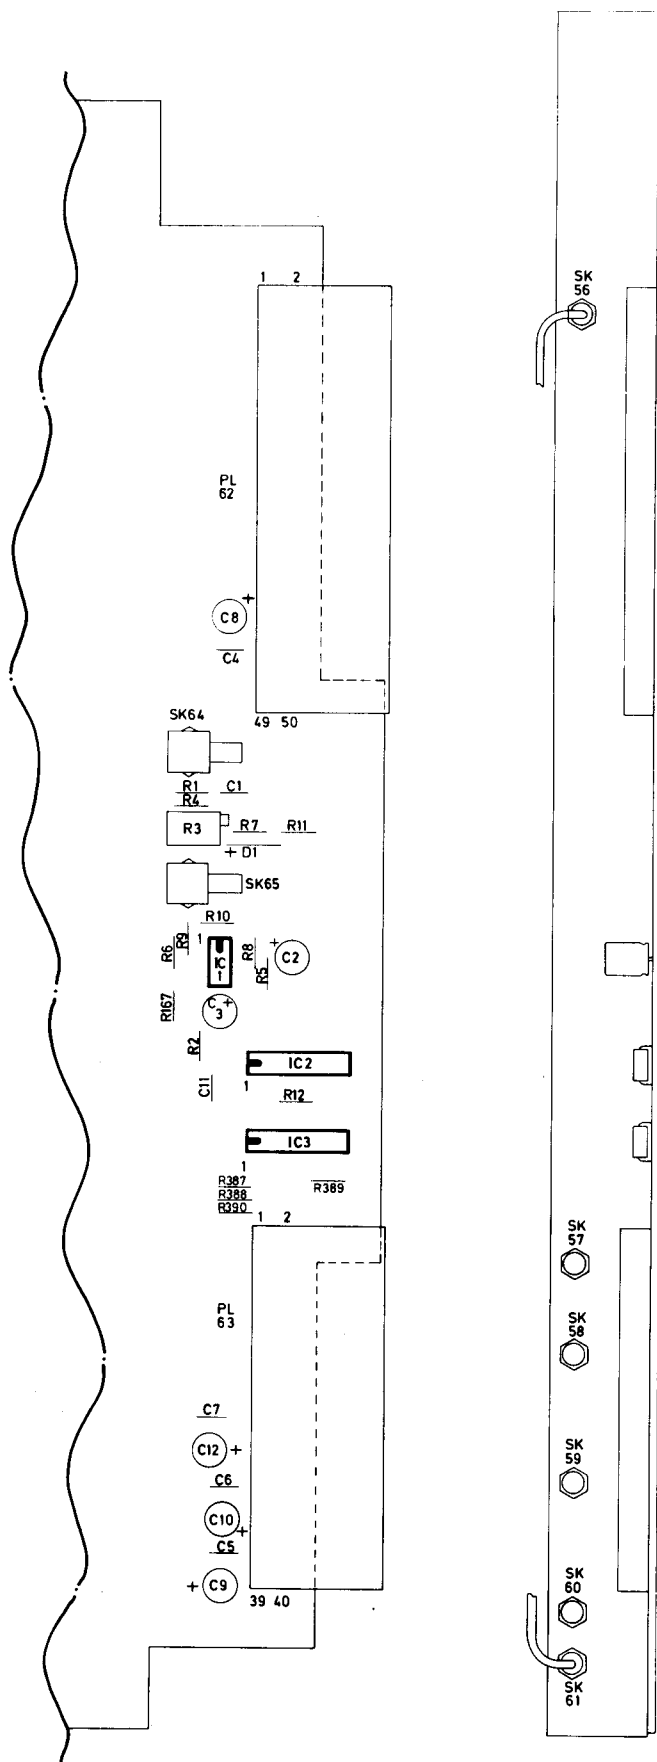 1 2
SK
56
PL
62
+
C8
C4
49 50
SK64
R1 C1
R4
R3 R7 R11
+ D1
SK65
R10
R6 R9 1 R8 + C2
IC
1
R5
R167 C +
3
R2
IC2
C11 1 R12
IC3
1
R387
R388 R389
R390
1 2
SK
57
PL
63
SK
58
C7
C12 +
SK
59
C6
C10
+
C5
+ C9
SK
60
39 40
SK
61